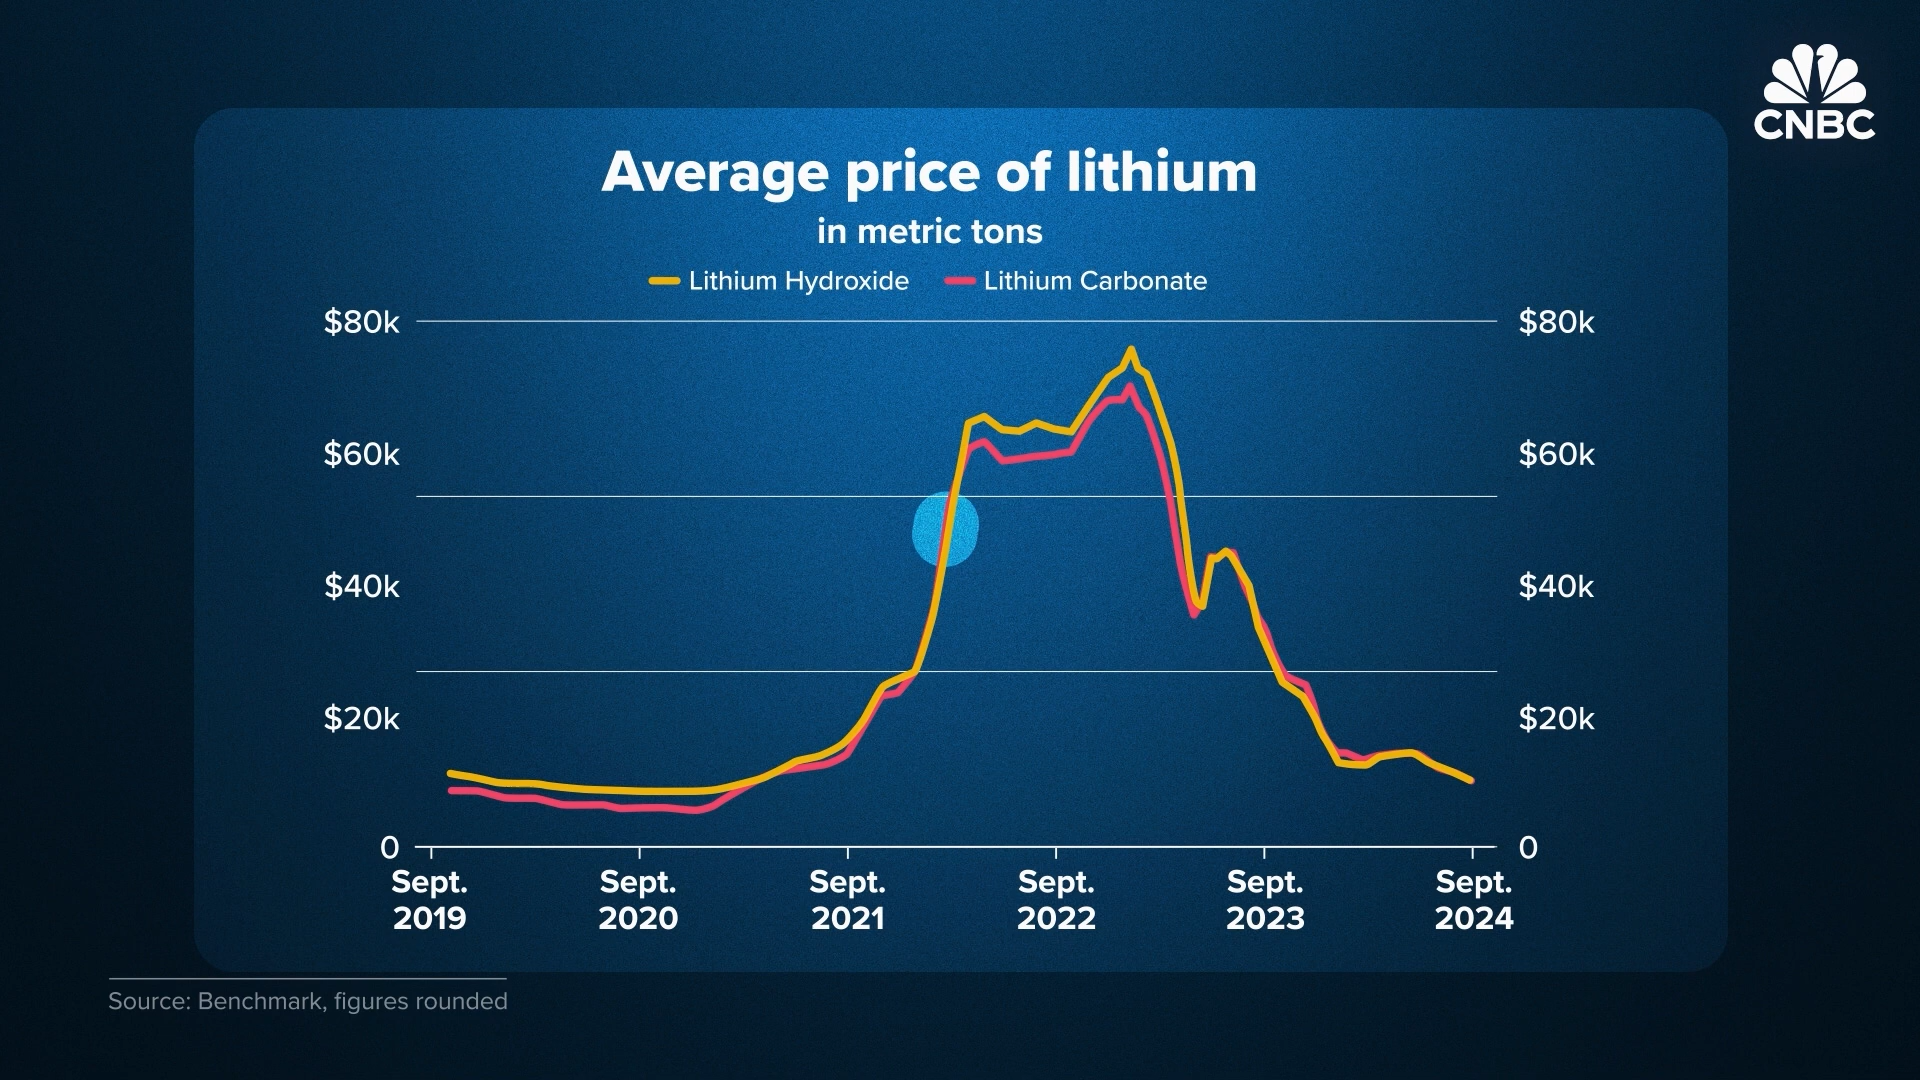 CNBC
Average price of lithium
in metric tons
Lithium Hydroxide Lithium Carbonate
$80k $80k
$60k $60k
$40k $40k
$20k $20k
0 0
Sept. Sept. Sept. Sept. Sept. Sept.
2019 2020 2021 2022 2023 2024
Source: Benchmark, figures rounded